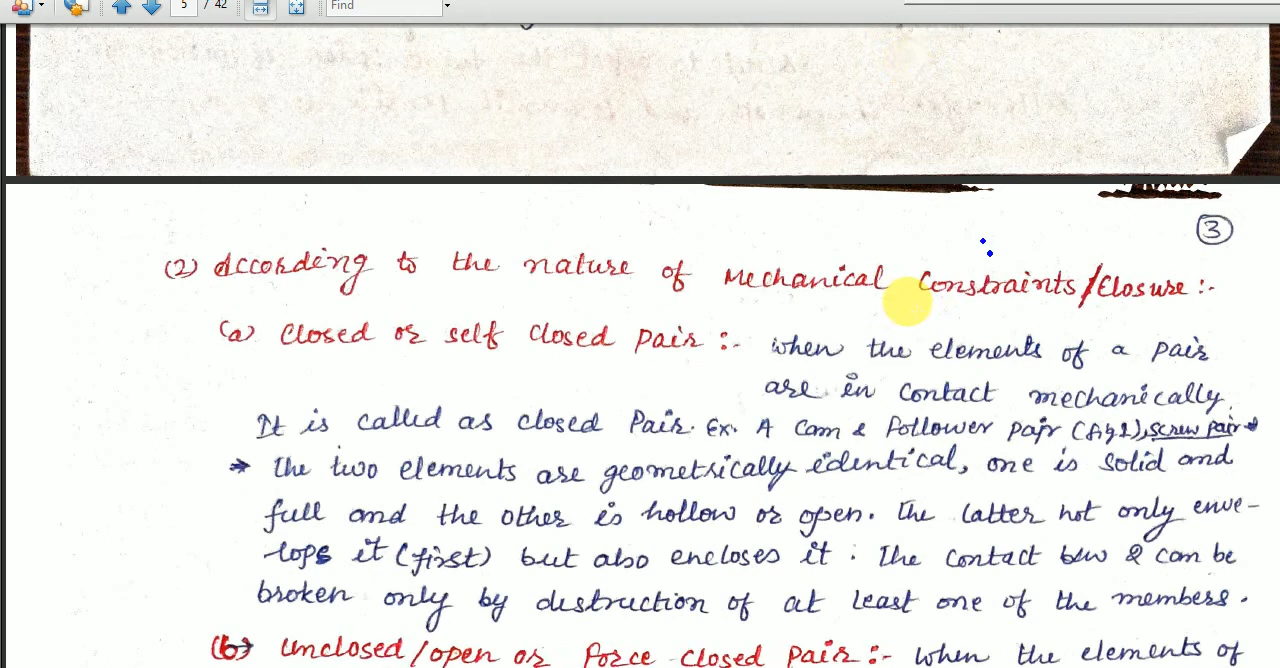 5 / 42
Find
3
(2) According to the nature of Mechanical Constraints/Closure :-
(a) Closed or self closed Pair :- when the elements of a pair
are in contact mechanically
It is called as closed Pair. Ex. A Cam & follower pair (fig 1), screw pair
The two elements are geometrically identical, one is solid and
full and the other is hollow or open. The latter not only enve-
lops it (first) but also encloses it. The contact b/w 2 can be
broken only by destruction of at least one of the members.
(b) Unclosed/open or force closed pair :- when the elements of